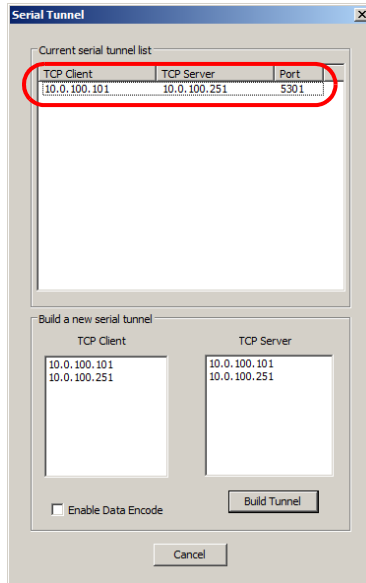 Serial Tunnel
Current serial tunnel list
TCP Client TCP Server Port
10.0.100.101 10.0.100.251 5301
Build a new serial tunnel
TCP Client TCP Server
10.0.100.101 10.0.100.101
10.0.100.251 10.0.100.251
Enable Data Encode Build Tunnel
Cancel